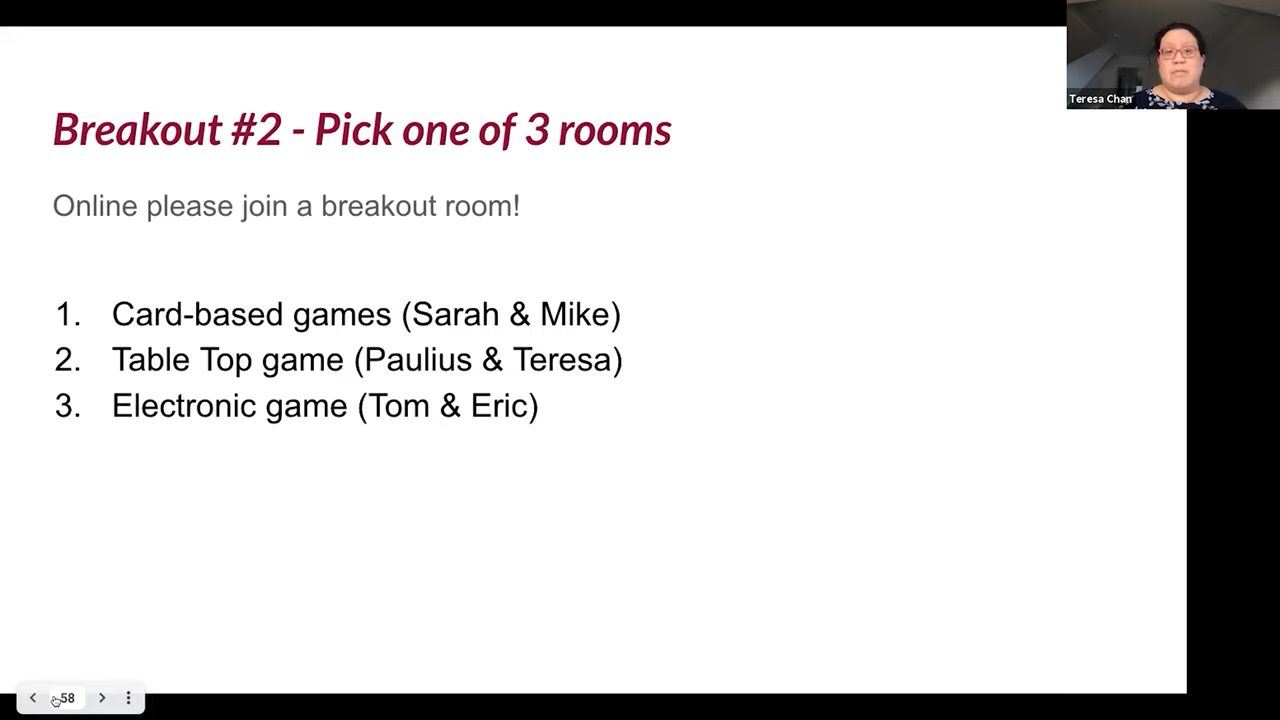 Breakout #2 - Pick one of 3 rooms
Teresa Chan
Online please join a breakout room!
1. Card-based games (Sarah & Mike)
2. Table Top game (Paulius & Teresa)
3. Electronic game (Tom & Eric)
58